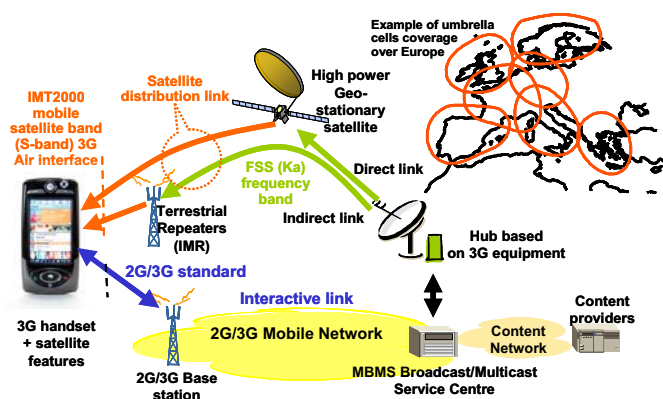 Example of umbrella
cells coverage
over Europe
Satellite
distribution link
High power
Geo-
stationary
satellite
IMT2000
mobile
satellite band
(S-band) 3G
Air interface
FSS (Ka)
frequency
band
Direct link
Indirect link
Terrestrial
Repeaters
(IMR)
Hub based
on 3G equipment
2G/3G standard
Interactive link
3G handset
+ satellite
features
2G/3G Mobile Network
Content
Network
Content
providers
2G/3G Base
station
MBMS Broadcast/Multicast
Service Centre